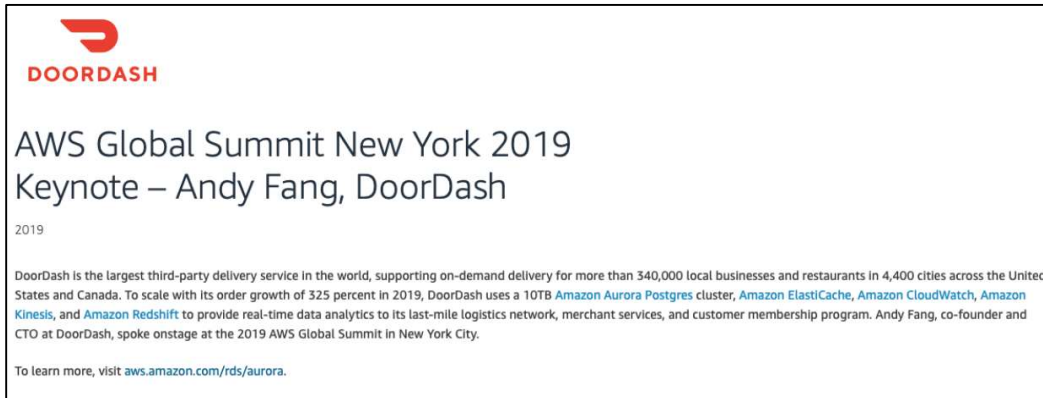 DOORDASH
AWS Global Summit New York 2019
Keynote – Andy Fang, DoorDash
2019
DoorDash is the largest third-party delivery service in the world, supporting on-demand delivery for more than 340,000 local businesses and restaurants in 4,400 cities across the United
States and Canada. To scale with its order growth of 325 percent in 2019, DoorDash uses a 10TB Amazon Aurora Postgres cluster, Amazon ElastiCache, Amazon CloudWatch, Amazon
Kinesis, and Amazon Redshift to provide real-time data analytics to its last-mile logistics network, merchant services, and customer membership program. Andy Fang, co-founder and
CTO at DoorDash, spoke onstage at the 2019 AWS Global Summit in New York City.
To learn more, visit aws.amazon.com/rds/aurora.